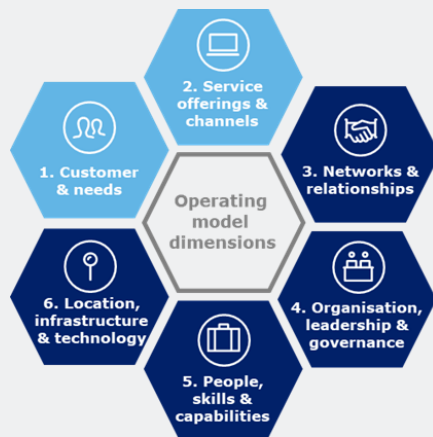 2. Service
offerings &
channels
1. Customer
& needs
3. Networks &
relationships
Operating
model
dimensions
6. Location,
infrastructure
& technology
4. Organisation,
leadership &
governance
5. People,
skills &
capabilities